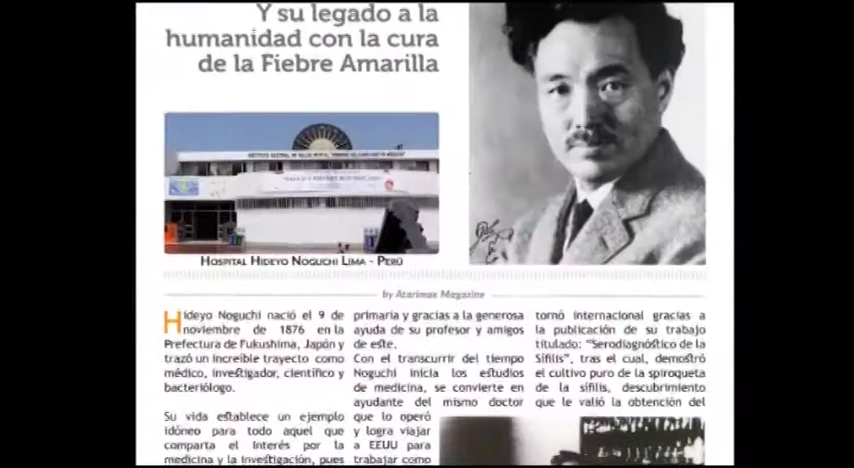 Y su legado a la
humanidad con la cura
de la Fiebre Amarilla
Hospital Hideyo Noguchi Lima - Perú
by Atarimae Magazine
Hideyo Noguchi nació el 9 de
noviembre de 1876 en la
Prefectura de Fukushima, Japón y
trazó un increíble trayecto como
médico, investigador, científico y
bacteriólogo.
Su vida establece un ejemplo
idóneo para todo aquel que
comparta el interés por la
medicina y la investigación, pues
primaria y gracias a la generosa
ayuda de su profesor y amigos
de este.
Con el transcurrir del tiempo
Noguchi inicia los estudios
de medicina, se convierte en
ayudante del mismo doctor
que lo operó
y logra viajar
a EEUU para
trabajar como
tornó internacional gracias a
la publicación de su trabajo
titulado: "Serodiagnóstico de la
Sífilis", tras el cual, demostró
el cultivo puro de la spiroqueta
de la sífilis, descubrimiento
que le valió la obtención del